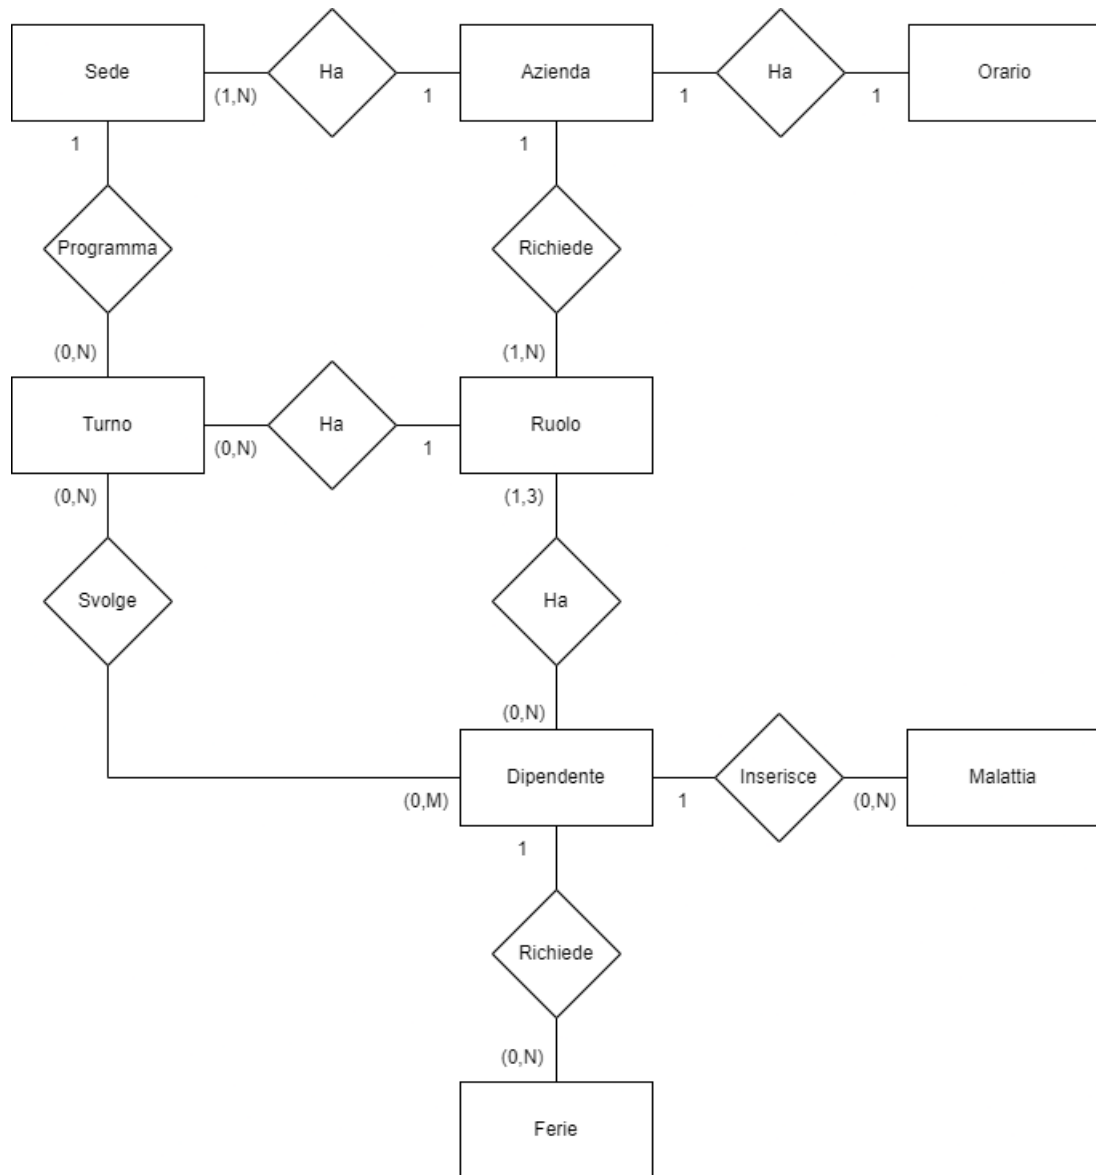 Sede
Ha
Azienda
Ha
Orario
(1,N)
1
1
1
1
1
Programma
Richiede
(0,N)
(1,N)
Turno
Ha
Ruolo
(0,N)
1
(0,N)
(1,3)
Svolge
Ha
(0,N)
Dipendente
Inserisce
Malattia
(0,M)
1
(0,N)
1
Richiede
(0,N)
Ferie